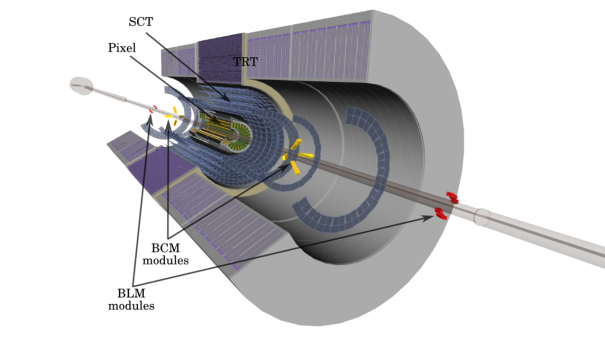 SCT
Pixel
TRT
BCM
modules
BLM
modules